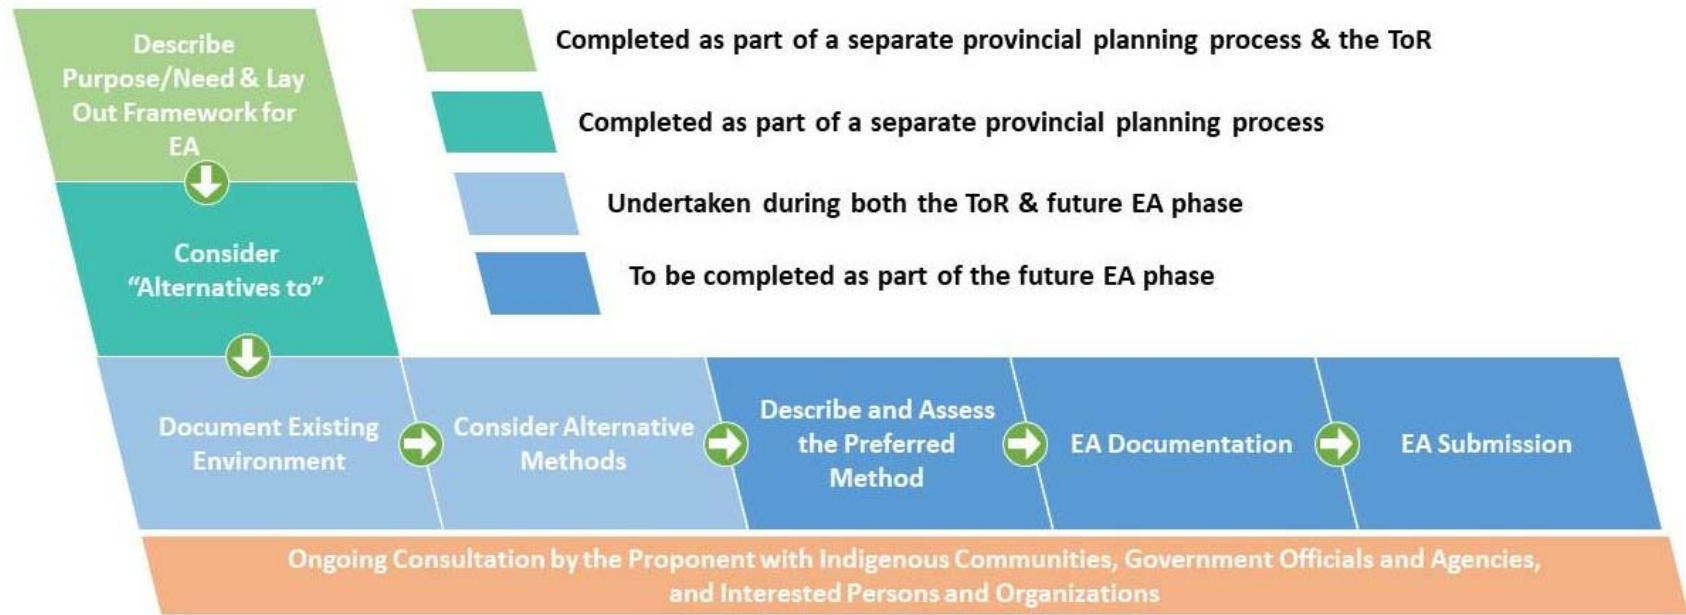 Describe
Purpose/Need & Lay
Out Framework for
EA
Completed as part of a separate provincial planning process & the ToR
Completed as part of a separate provincial planning process
Undertaken during both the ToR & future EA phase
To be completed as part of the future EA phase
Consider
“Alternatives to”
Document Existing
Environment
Consider Alternative
Methods
Describe and Assess
the Preferred
Method
EA Documentation
EA Submission
Ongoing Consultation by the Proponent with Indigenous Communities, Government Officials and Agencies,
and Interested Persons and Organizations